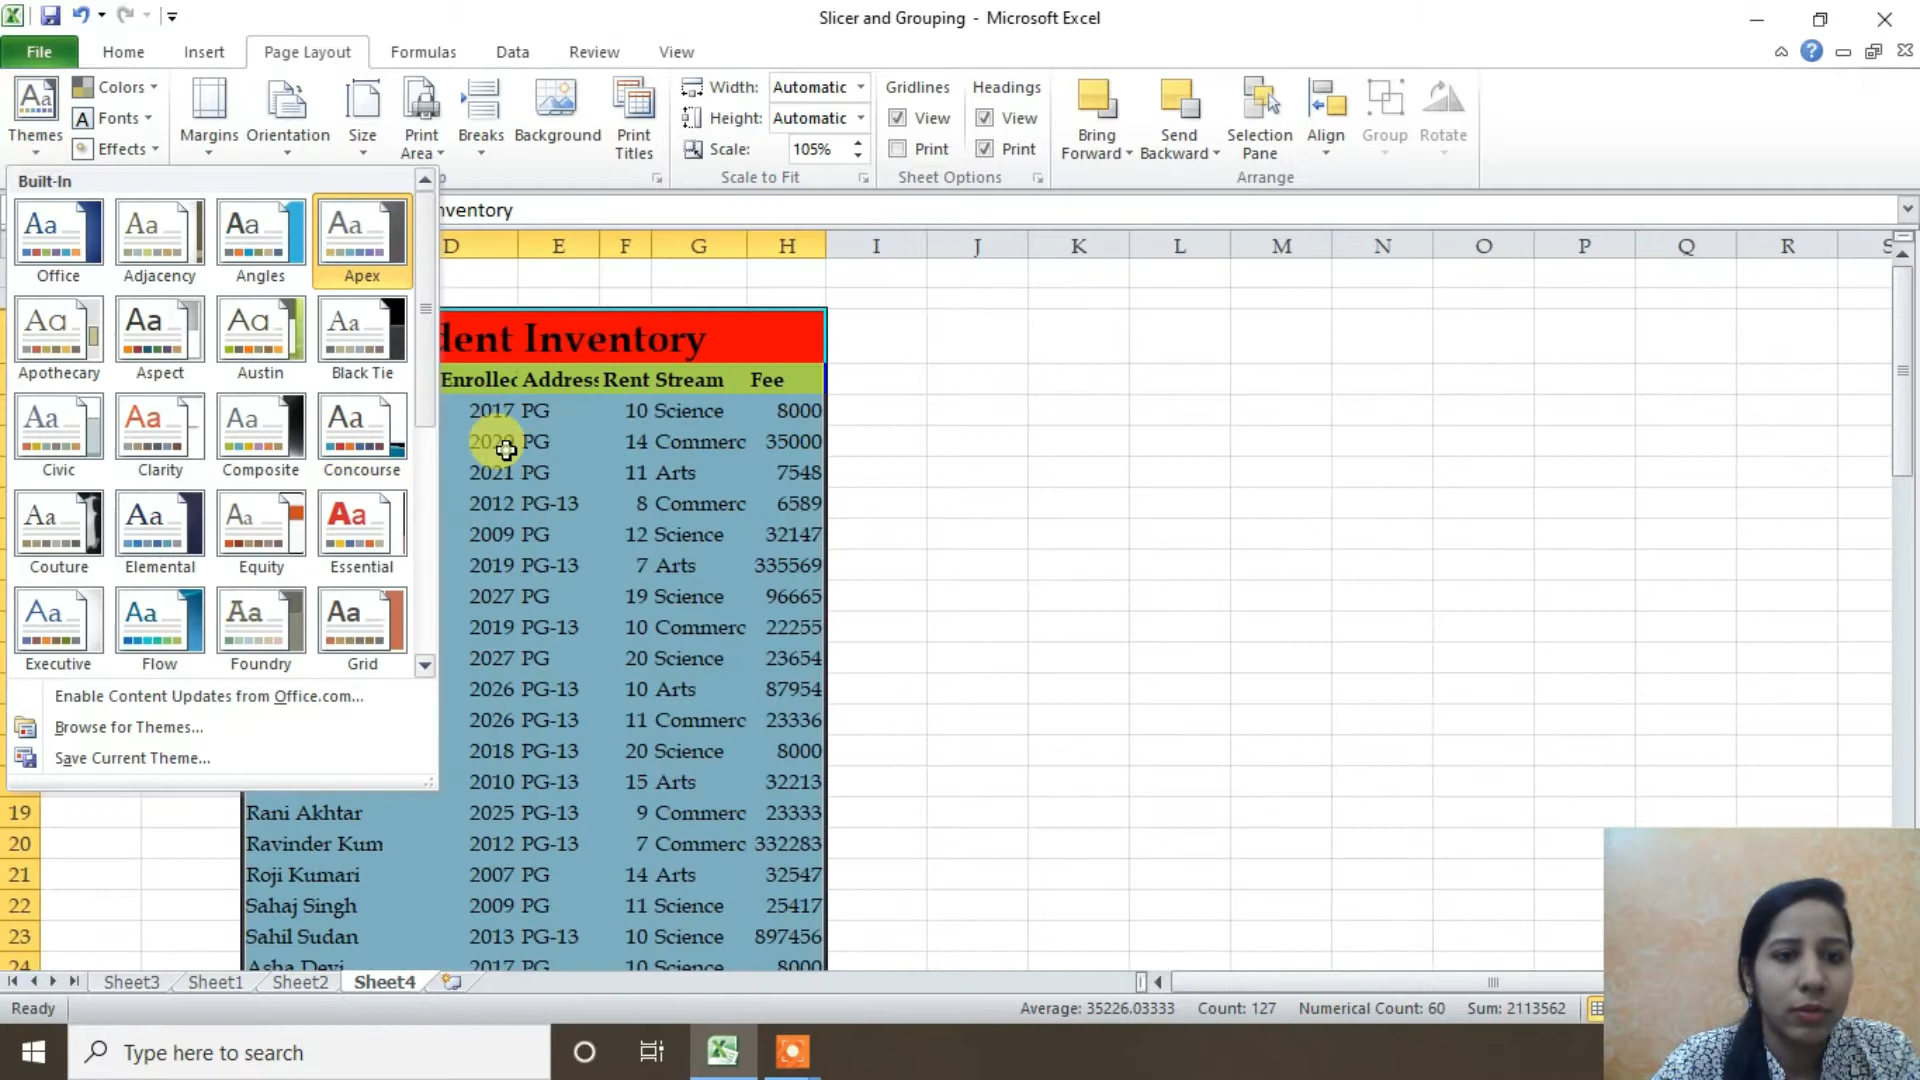 Slicer and Grouping - Microsoft Excel
File Home Insert Page Layout Formulas Data Review View
Themes
Colors
Fonts
Effects
Margins
Orientation
Size
Print Area
Breaks
Background
Print Titles
Width: Automatic
Height: Automatic
Scale: 105%
Scale to Fit
Gridlines
View
Print
Headings
View
Print
Sheet Options
Bring Forward
Send Backward
Selection Pane
Align
Group
Rotate
Arrange
Built-In
Office Adjacency Angles Apex
Apothecary Aspect Austin Black Tie
Civic Clarity Composite Concourse
Couture Elemental Equity Essential
Executive Flow Foundry Grid
Enable Content Updates from Office.com...
Browse for Themes...
Save Current Theme...
nventory
D E F G H I J K L M N O P Q R S
dent Inventory
Enrolled Address Rent Stream Fee
2017 PG 10 Science 8000
2020 PG 14 Commerc 35000
2021 PG 11 Arts 7548
2012 PG-13 8 Commerc 6589
2009 PG 12 Science 32147
2019 PG-13 7 Arts 335569
2027 PG 19 Science 96665
2019 PG-13 10 Commerc 22255
2027 PG 20 Science 23654
2026 PG-13 10 Arts 87954
2026 PG-13 11 Commerc 23336
2018 PG-13 20 Science 8000
2010 PG-13 15 Arts 32213
19 Rani Akhtar 2025 PG-13 9 Commerc 23333
20 Ravinder Kum 2012 PG-13 7 Commerc 332283
21 Roji Kumari 2007 PG 14 Arts 32547
22 Sahaj Singh 2009 PG 11 Science 25417
23 Sahil Sudan 2013 PG-13 10 Science 897456
24 Asha Devi 2017 PG 10 Science 8000
Sheet3 Sheet1 Sheet2 Sheet4
Ready Average: 35226.03333 Count: 127 Numerical Count: 60 Sum: 2113562
Type here to search